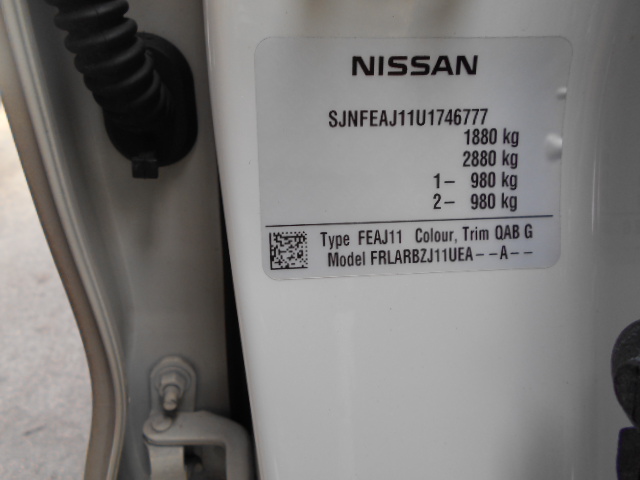 NISSAN
SJNFEAJ11U1746777
1880 kg
2880 kg
1- 980 kg
2- 980 kg
Type FEAJ11 Colour, Trim QAB G
Model FRLARBZJ11UEA--A--